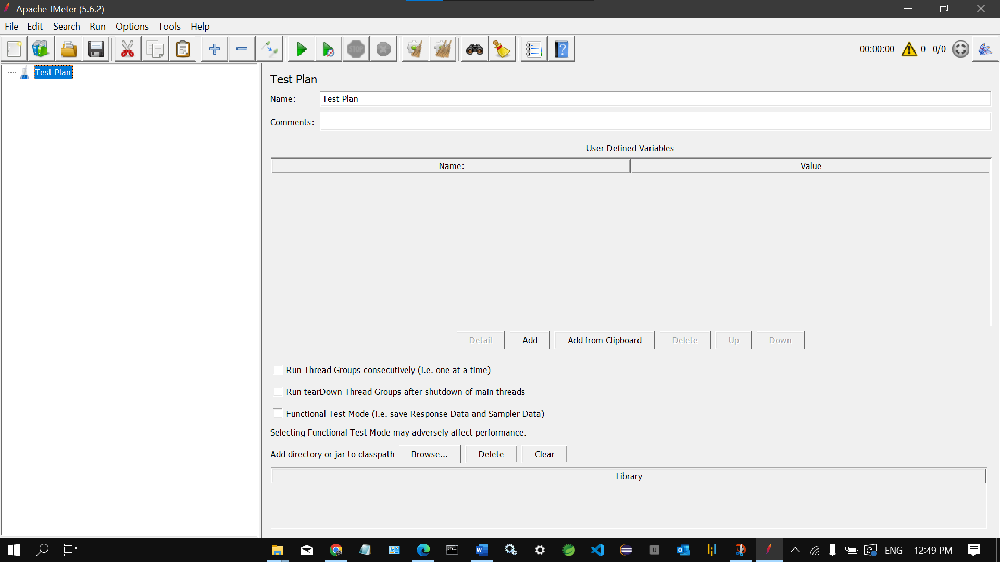 Apache JMeter (5.6.2)
File Edit Search Run Options Tools Help
STOP
00:00:00 0 0/0
Test Plan
Test Plan
Name: Test Plan
Comments:
User Defined Variables
Name: Value
Detail Add Add from Clipboard Delete Up Down
Run Thread Groups consecutively (i.e. one at a time)
Run tearDown Thread Groups after shutdown of main threads
Functional Test Mode (i.e. save Response Data and Sampler Data)
Selecting Functional Test Mode may adversely affect performance.
Add directory or jar to classpath Browse... Delete Clear
Library
ENG 12:49 PM